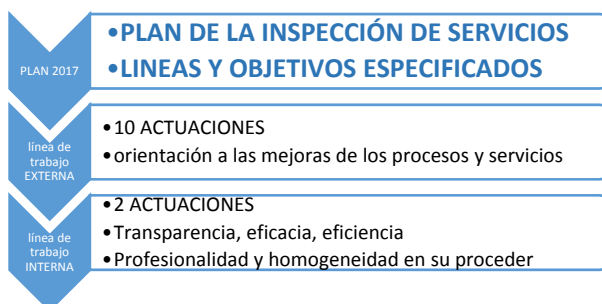 PLAN 2017
•PLAN DE LA INSPECCIÓN DE SERVICIOS
•LINEAS Y OBJETIVOS ESPECIFICADOS
línea de
trabajo
EXTERNA
•10 ACTUACIONES
•orientación a las mejoras de los procesos y servicios
línea de
trabajo
INTERNA
•2 ACTUACIONES
•Transparencia, eficacia, eficiencia
•Profesionalidad y homogeneidad en su proceder